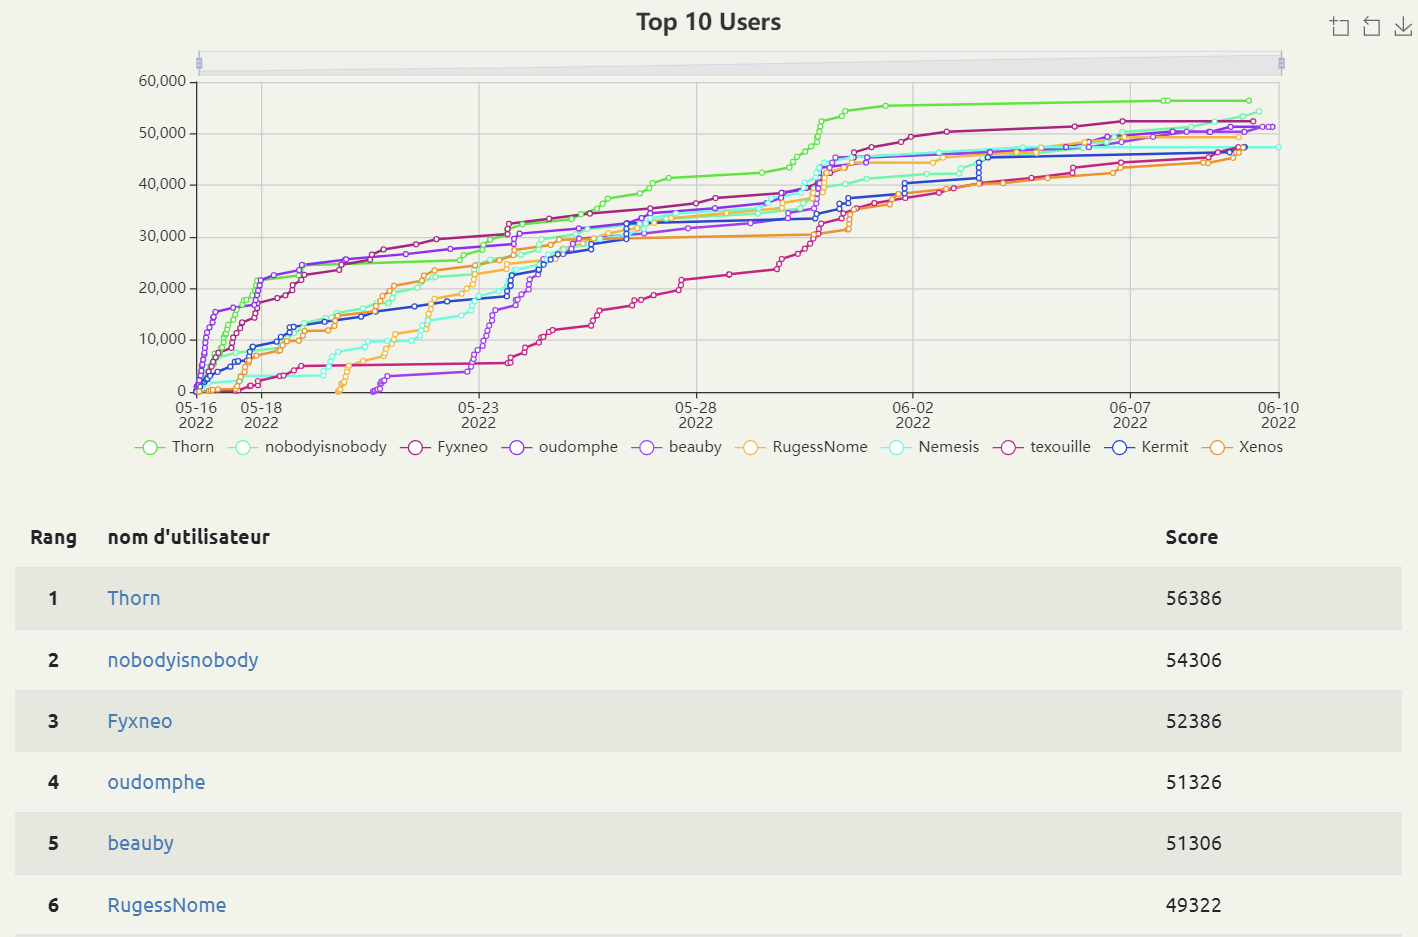 Top 10 Users
60,000
50,000
40,000
30,000
20,000
10,000
0
05-16 05-18 05-23 05-28 06-02 06-07 06-10
2022 2022 2022 2022 2022 2022 2022
Thorn nobodyisnobody Fyxneo oudomphe beauby RugessNome Nemesis texouille Kermit Xenos
Rang nom d'utilisateur Score
1 Thorn 56386
2 nobodyisnobody 54306
3 Fyxneo 52386
4 oudomphe 51326
5 beauby 51306
6 RugessNome 49322